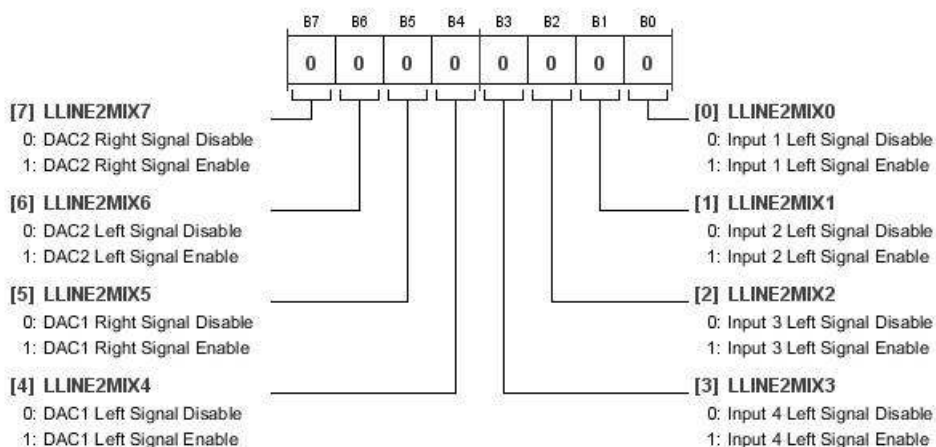 B7 B6 B5 B4 B3 B2 B1 B0
0 0 0 0 0 0 0 0
[7] LLINE2MIX7
0: DAC2 Right Signal Disable
1: DAC2 Right Signal Enable
[6] LLINE2MIX6
0: DAC2 Left Signal Disable
1: DAC2 Left Signal Enable
[5] LLINE2MIX5
0: DAC1 Right Signal Disable
1: DAC1 Right Signal Enable
[4] LLINE2MIX4
0: DAC1 Left Signal Disable
1: DAC1 Left Signal Enable
[0] LLINE2MIX0
0: Input 1 Left Signal Disable
1: Input 1 Left Signal Enable
[1] LLINE2MIX1
0: Input 2 Left Signal Disable
1: Input 2 Left Signal Enable
[2] LLINE2MIX2
0: Input 3 Left Signal Disable
1: Input 3 Left Signal Enable
[3] LLINE2MIX3
0: Input 4 Left Signal Disable
1: Input 4 Left Signal Enable